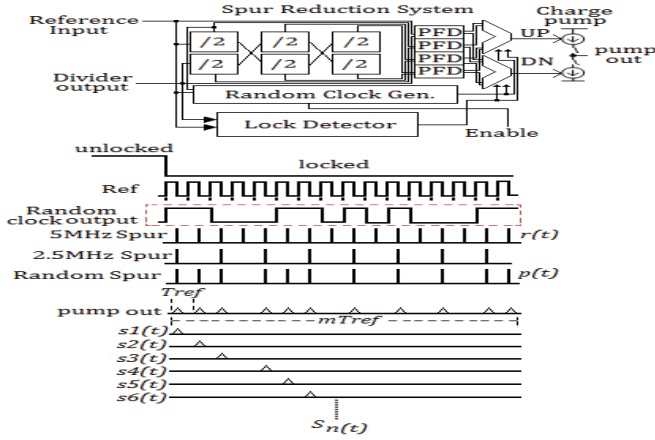 Spur Reduction System
Reference
Input
Charge
pump
/2 /2 /2
PFD
PFD
PFD
PFD
UP
pump
out
/2 /2 /2
DN
Divider
output
Random Clock Gen.
Lock Detector
Enable
unlocked
locked
Ref
Random
clock output
5MHz Spur r(t)
2.5MHz Spur
Random Spur p(t)
Tref
pump out
mTref
s1(t)
s2(t)
s3(t)
s4(t)
s5(t)
s6(t)
Sn(t)